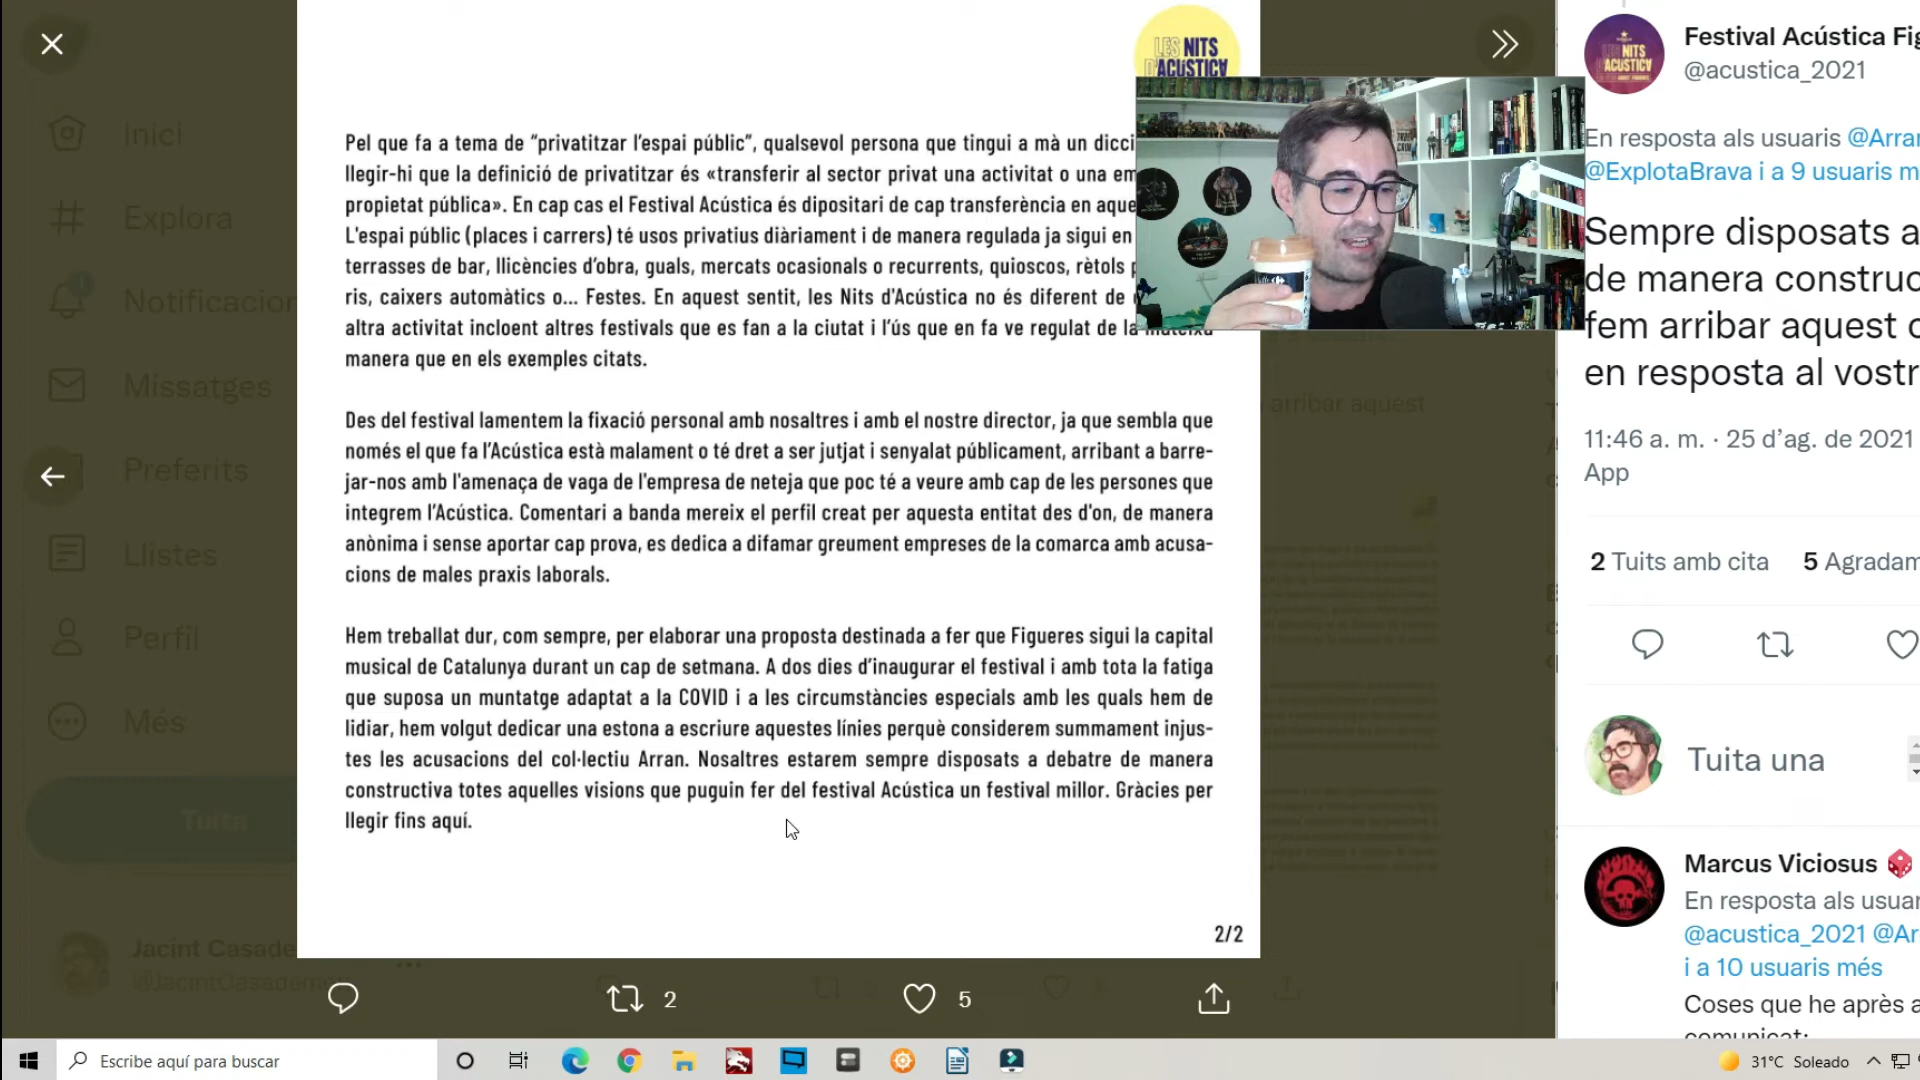 LES NITS
D'ACÚSTICA
Pel que fa a tema de “privatitzar l’espai públic”, qualsevol persona que tingui a mà un dicci
llegir-hi que la definició de privatitzar és «transferir al sector privat una activitat o una em
propietat pública». En cap cas el Festival Acústica és dipositari de cap transferència en aque
L'espai públic (places i carrers) té usos privatius diàriament i de manera regulada ja sigui en
terrasses de bar, llicències d’obra, guals, mercats ocasionals o recurrents, quioscos, rètols
ris, caixers automàtics o... Festes. En aquest sentit, les Nits d'Acústica no és diferent de
altra activitat incloent altres festivals que es fan a la ciutat i l’ús que en fa ve regulat de la mateixa
manera que en els exemples citats.
Des del festival lamentem la fixació personal amb nosaltres i amb el nostre director, ja que sembla que
només el que fa l’Acústica està malament o té dret a ser jutjat i senyalat públicament, arribant a barre-
jar-nos amb l'amenaça de vaga de l'empresa de neteja que poc té a veure amb cap de les persones que
integrem l’Acústica. Comentari a banda mereix el perfil creat per aquesta entitat des d'on, de manera
anònima i sense aportar cap prova, es dedica a difamar greument empreses de la comarca amb acusa-
cions de males praxis laborals.
Hem treballat dur, com sempre, per elaborar una proposta destinada a fer que Figueres sigui la capital
musical de Catalunya durant un cap de setmana. A dos dies d’inaugurar el festival i amb tota la fatiga
que suposa un muntatge adaptat a la COVID i a les circumstàncies especials amb les quals hem de
lidiar, hem volgut dedicar una estona a escriure aquestes línies perquè considerem summament injus-
tes les acusacions del col·lectiu Arran. Nosaltres estarem sempre disposats a debatre de manera
constructiva totes aquelles visions que puguin fer del festival Acústica un festival millor. Gràcies per
llegir fins aquí.
2/2
Inici
Explora
Notificacion
Missatges
Preferits
Llistes
Perfil
Més
Tuita
Jacint Casade
@JacintCasadem
arribar aquest
2
5
Festival Acústica Fig
@acustica_2021
En resposta als usuaris @Arran
@ExplotaBrava i a 9 usuaris m
Sempre disposats a
de manera construc
fem arribar aquest c
en resposta al vostr
11:46 a. m. · 25 d’ag. de 2021
App
2 Tuits amb cita 5 Agradam
Tuita una
Marcus Viciosus
En resposta als usuar
@acustica_2021 @Ar
i a 10 usuaris més
Coses que he après a
comunicat:
Escribe aquí para buscar
31°C Soleado